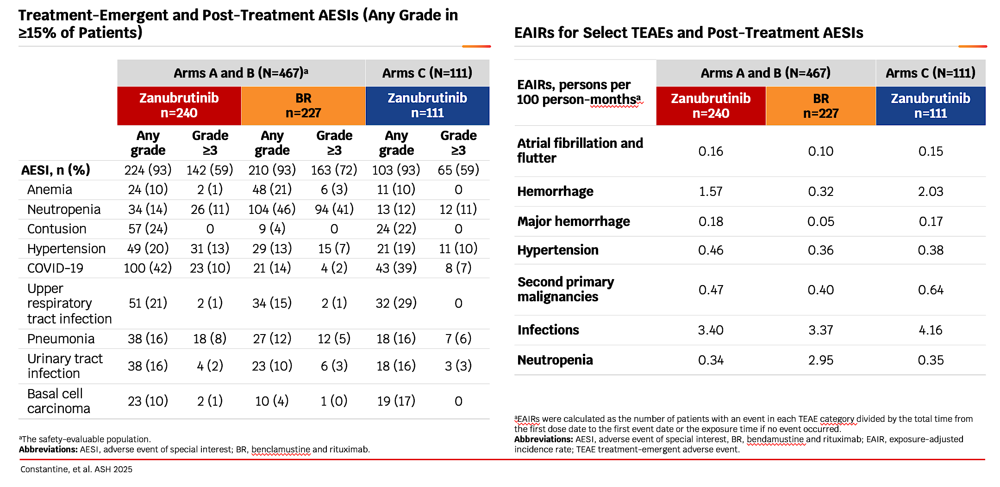 Treatment-Emergent and Post-Treatment AESIs (Any Grade in
≥15% of Patients)
Arms A and B (N=467)ᵃ Arms C (N=111)
Zanubrutinib n=240 BR n=227 Zanubrutinib n=111
Any grade Grade ≥3 Any grade Grade ≥3 Any grade Grade ≥3
AESI, n (%) 224 (93) 142 (59) 210 (93) 163 (72) 103 (93) 65 (59)
Anemia 24 (10) 2 (1) 48 (21) 6 (3) 11 (10) 0
Neutropenia 34 (14) 26 (11) 104 (46) 94 (41) 13 (12) 12 (11)
Contusion 57 (24) 0 9 (4) 0 24 (22) 0
Hypertension 49 (20) 31 (13) 29 (13) 15 (7) 21 (19) 11 (10)
COVID-19 100 (42) 23 (10) 21 (14) 4 (2) 43 (39) 8 (7)
Upper respiratory tract infection 51 (21) 2 (1) 34 (15) 2 (1) 32 (29) 0
Pneumonia 38 (16) 18 (8) 27 (12) 12 (5) 18 (16) 7 (6)
Urinary tract infection 38 (16) 4 (2) 23 (10) 6 (3) 18 (16) 3 (3)
Basal cell carcinoma 23 (10) 2 (1) 10 (4) 1 (0) 19 (17) 0
ᵃThe safety-evaluable population.
Abbreviations: AESI, adverse event of special interest; BR, benclamustine and rituximab.
EAIRs for Select TEAEs and Post-Treatment AESIs
EAIRs, persons per 100 person-monthsᵃ
Arms A and B (N=467) Arms C (N=111)
Zanubrutinib n=240 BR n=227 Zanubrutinib n=111
Atrial fibrillation and flutter 0.16 0.10 0.15
Hemorrhage 1.57 0.32 2.03
Major hemorrhage 0.18 0.05 0.17
Hypertension 0.46 0.36 0.38
Second primary malignancies 0.47 0.40 0.64
Infections 3.40 3.37 4.16
Neutropenia 0.34 2.95 0.35
ᵃEAIRs were calculated as the number of patients with an event in each TEAE category divided by the total time from
the first dose date to the first event date or the exposure time if no event occurred.
Abbreviations: AESI, adverse event of special interest, BR, bendamustine and rituximab; EAIR, exposure-adjusted
incidence rate; TEAE treatment-emergent adverse event.
Constantine, et al. ASH 2025